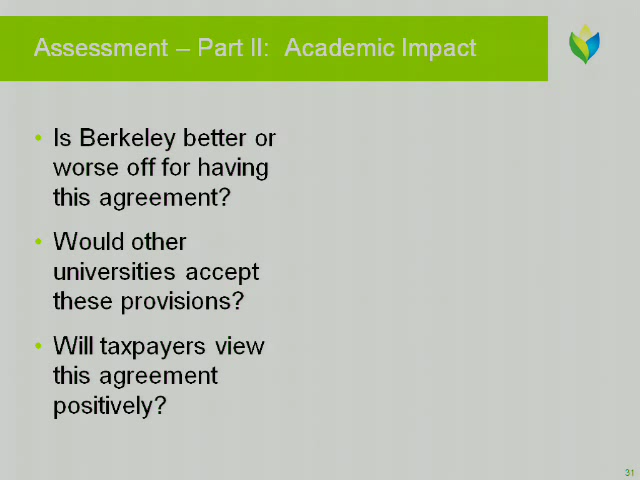 Assessment – Part II: Academic Impact
• Is Berkeley better or
worse off for having
this agreement?
• Would other
universities accept
these provisions?
• Will taxpayers view
this agreement
positively?
31